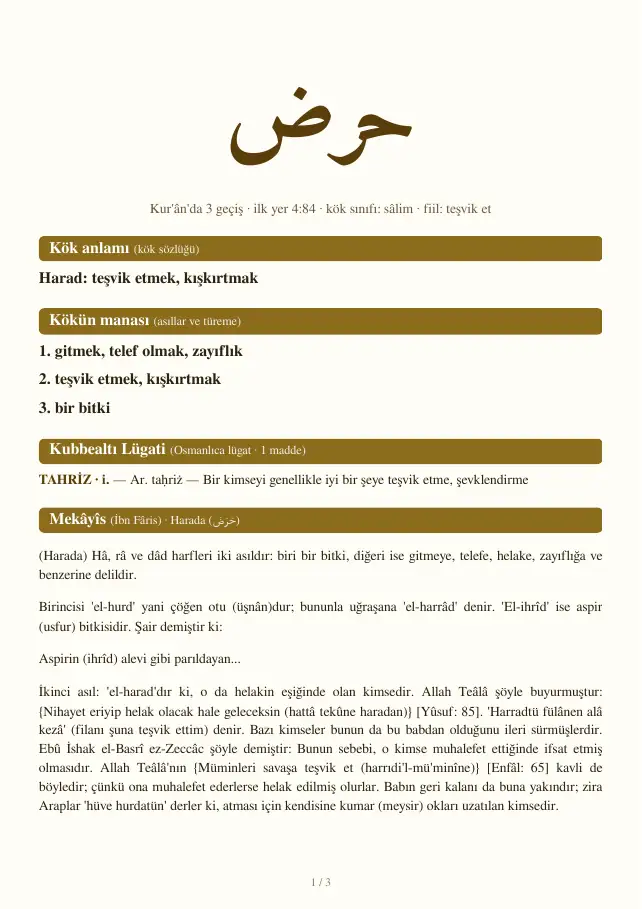 حرض
Kur'ân'da 3 geçiş · ilk yer 4:84 · kök sınıfı: sâlim · fiil: teşvik et
Kök anlamı (kök sözlüğü)
Harad: teşvik etmek, kışkırtmak
Kökün manası (asıllar ve türeme)
1. gitmek, telef olmak, zayıflık
2. teşvik etmek, kışkırtmak
3. bir bitki
Kubbealtı Lügati (Osmanlıca lügat · 1 madde)
TAHRİZ · i. — Ar. taḥriż — Bir kimseyi genellikle iyi bir şeye teşvik etme, şevklendirme
Mekâyîs (İbn Fâris) · Harada (حَرَضَ)
(Harada) Hâ, râ ve dâd harfleri iki asıldır: biri bir bitki, diğeri ise gitmeye, telefe, helake, zayıflığa ve
benzerine delildir.
Birincisi 'el-hurd' yani çöğen otu (üşnân)dur; bununla uğraşana 'el-harrâd' denir. 'El-ihrîd' ise aspir
(usfur) bitkisidir. Şair demiştir ki:
Aspirin (ihrîd) alevi gibi parıldayan...
İkinci asıl: 'el-harad'dır ki, o da helakin eşiğinde olan kimsedir. Allah Teâlâ şöyle buyurmuştur:
{Nihayet eriyip helak olacak hale geleceksin (hattâ tekûne haradan)} [Yûsuf: 85]. 'Harradtü fülânen alâ
kezâ' (filanı şuna teşvik ettim) denir. Bazı kimseler bunun da bu babdan olduğunu ileri sürmüşlerdir.
Ebû İshak el-Basrî ez-Zeccâc şöyle demiştir: Bunun sebebi, o kimse muhalefet ettiğinde ifsat etmiş
olmasıdır. Allah Teâlâ'nın {Müminleri savaşa teşvik et (harridi'l-mü'minîne)} [Enfâl: 65] kavli de
böyledir; çünkü ona muhalefet ederlerse helak edilmiş olurlar. Babın geri kalanı da buna yakındır; zira
Araplar 'hüve hurdatün' derler ki, atması için kendisine kumar (meysir) okları uzatılan kimsedir.
1 / 3